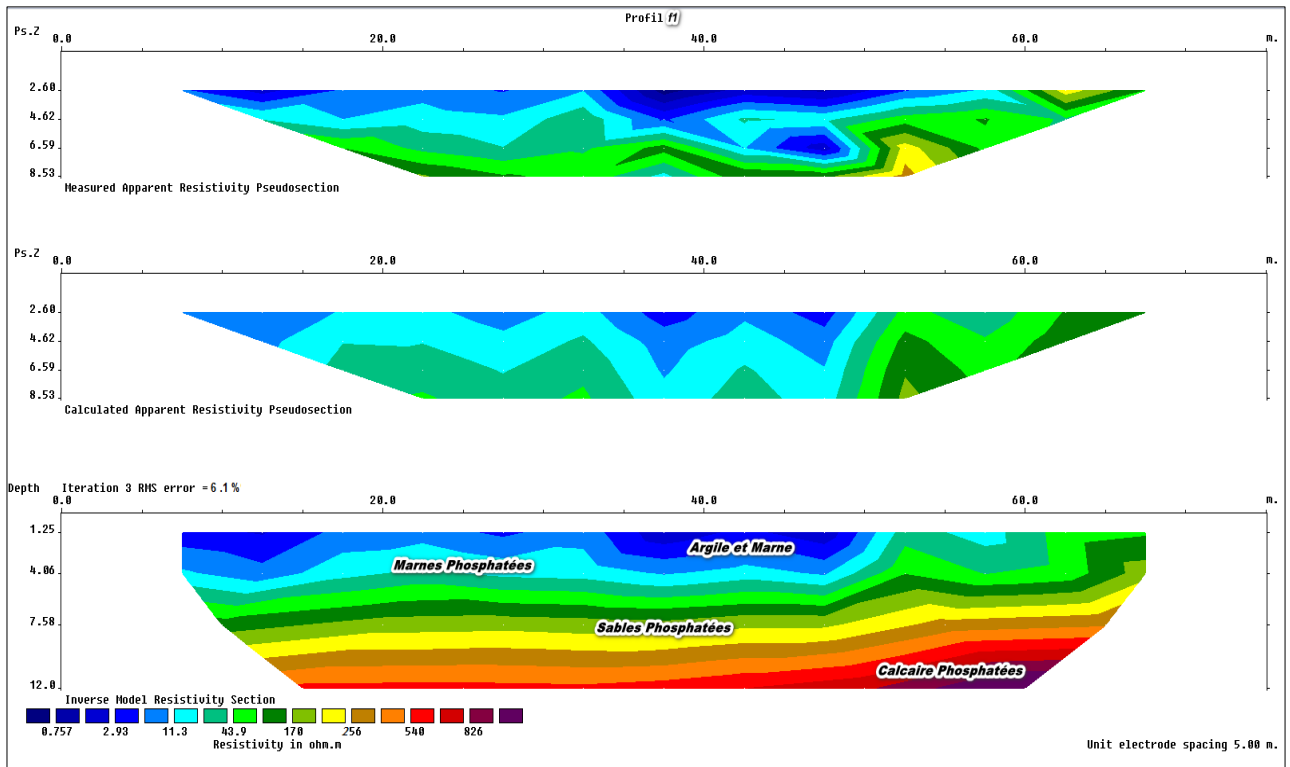 Profil f1
Ps.Z 0.0 20.0 40.0 60.0 m.
2.60
4.62
6.59
8.53
Measured Apparent Resistivity Pseudosection
Ps.Z 0.0 20.0 40.0 60.0 m.
2.60
4.62
6.59
8.53
Calculated Apparent Resistivity Pseudosection
Depth Iteration 3 RMS error = 6.1 %
0.0 20.0 40.0 60.0 m.
1.25
Argile et Marne
4.06
Marnes Phosphatées
7.58
Sables Phosphatées
Calcaire Phosphatées
12.0
Inverse Model Resistivity Section
0.757 2.93 11.3 43.9 170 256 540 826
Resistivity in ohm.m
Unit electrode spacing 5.00 m.